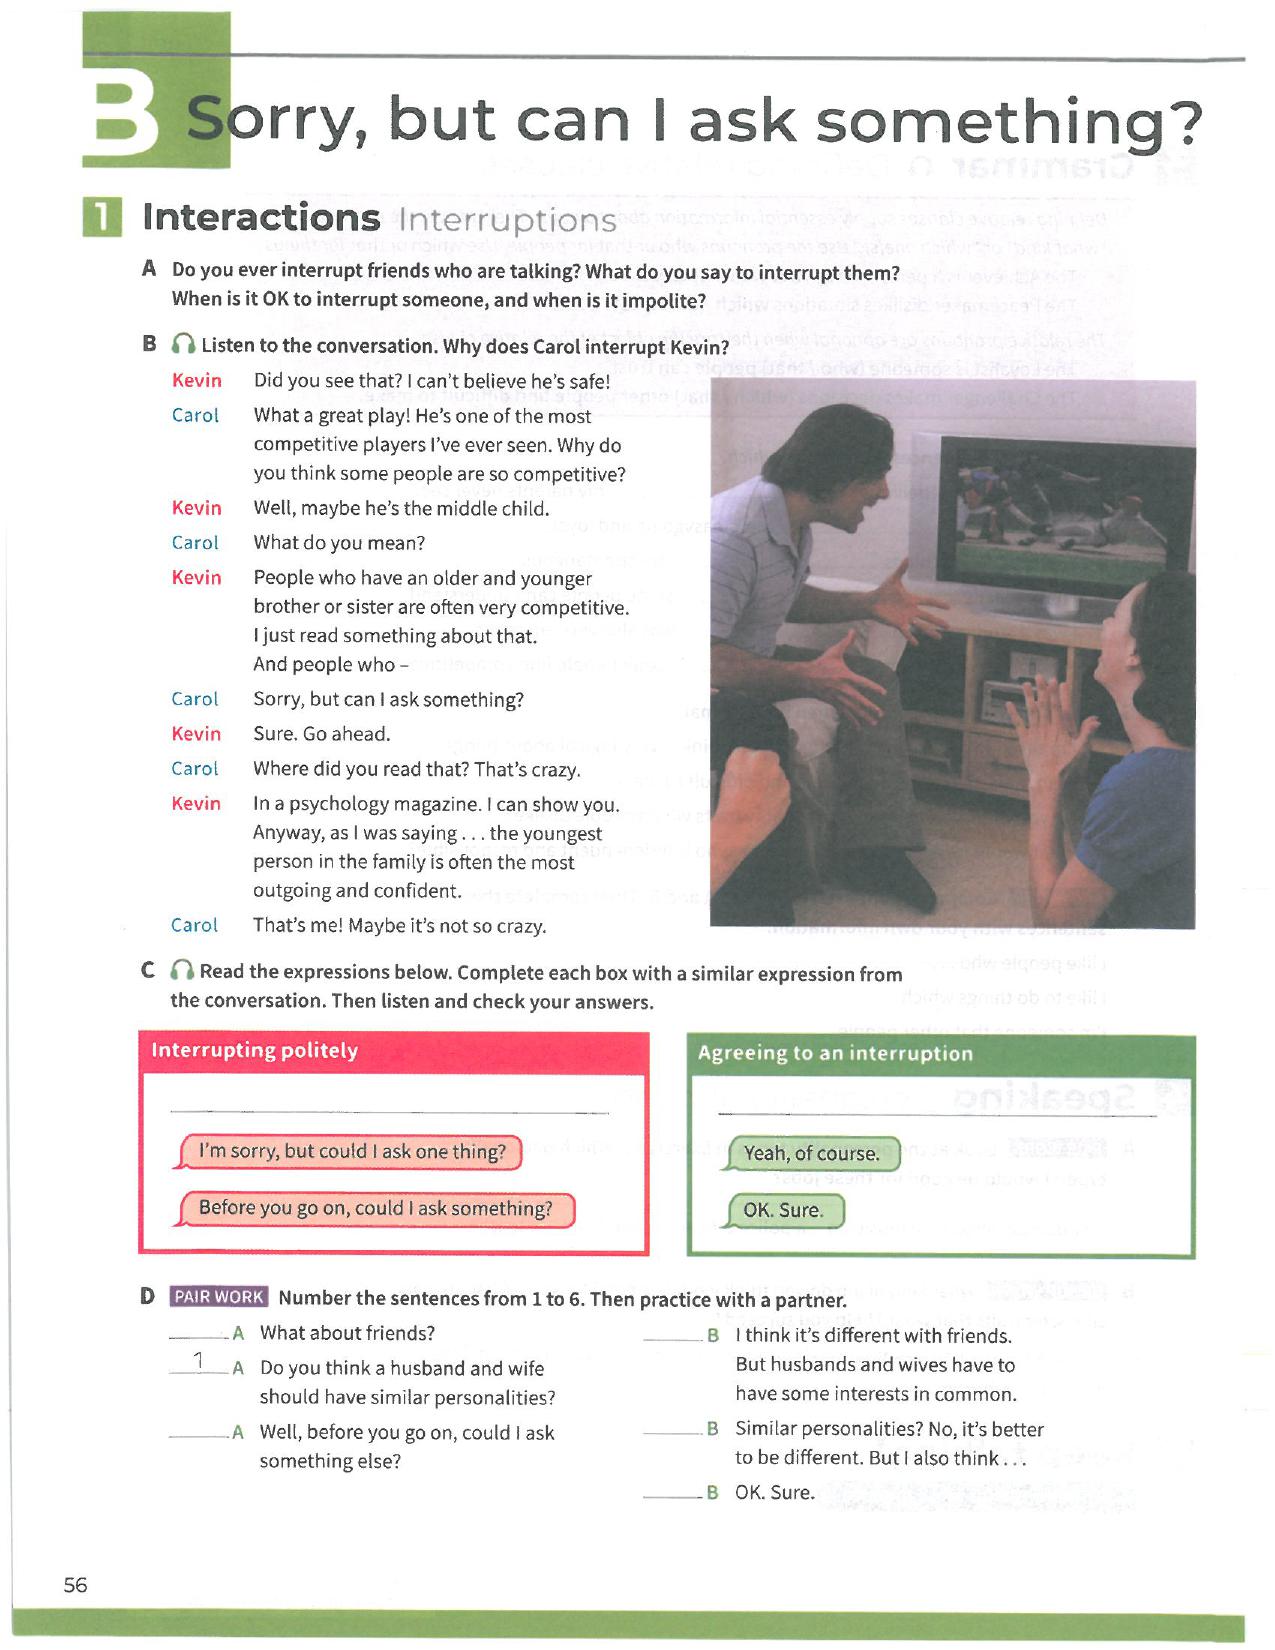 B Sorry, but can I ask something?
1 Interactions Interruptions
A Do you ever interrupt friends who are talking? What do you say to interrupt them?
When is it OK to interrupt someone, and when is it impolite?
B Listen to the conversation. Why does Carol interrupt Kevin?
Kevin Did you see that? I can't believe he's safe!
Carol What a great play! He's one of the most
competitive players I've ever seen. Why do
you think some people are so competitive?
Kevin Well, maybe he's the middle child.
Carol What do you mean?
Kevin People who have an older and younger
brother or sister are often very competitive.
I just read something about that.
And people who –
Carol Sorry, but can I ask something?
Kevin Sure. Go ahead.
Carol Where did you read that? That's crazy.
Kevin In a psychology magazine. I can show you.
Anyway, as I was saying . . . the youngest
person in the family is often the most
outgoing and confident.
Carol That's me! Maybe it's not so crazy.
C Read the expressions below. Complete each box with a similar expression from
the conversation. Then listen and check your answers.
Interrupting politely
I'm sorry, but could I ask one thing?
Before you go on, could I ask something?
Agreeing to an interruption
Yeah, of course.
OK. Sure.
D PAIR WORK Number the sentences from 1 to 6. Then practice with a partner.
A What about friends?
1 A Do you think a husband and wife
should have similar personalities?
A Well, before you go on, could I ask
something else?
B I think it's different with friends.
But husbands and wives have to
have some interests in common.
B Similar personalities? No, it's better
to be different. But I also think . . .
B OK. Sure.
56